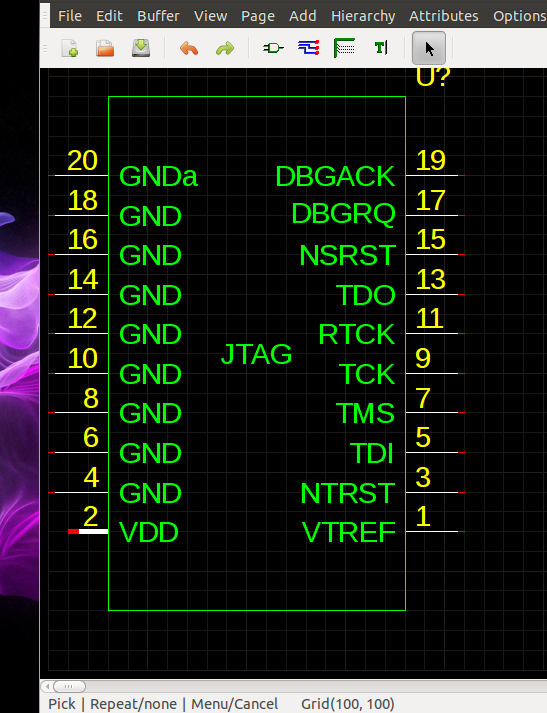 File Edit Buffer View Page Add Hierarchy Attributes Options
U?
20 GNDa DBGACK 19
18 GND DBGRQ 17
16 GND NSRST 15
14 GND TDO 13
12 GND RTCK 11
JTAG
10 GND TCK 9
8 GND TMS 7
6 GND TDI 5
4 GND NTRST 3
2 VDD VTREF 1
Pick | Repeat/none | Menu/Cancel Grid(100, 100)